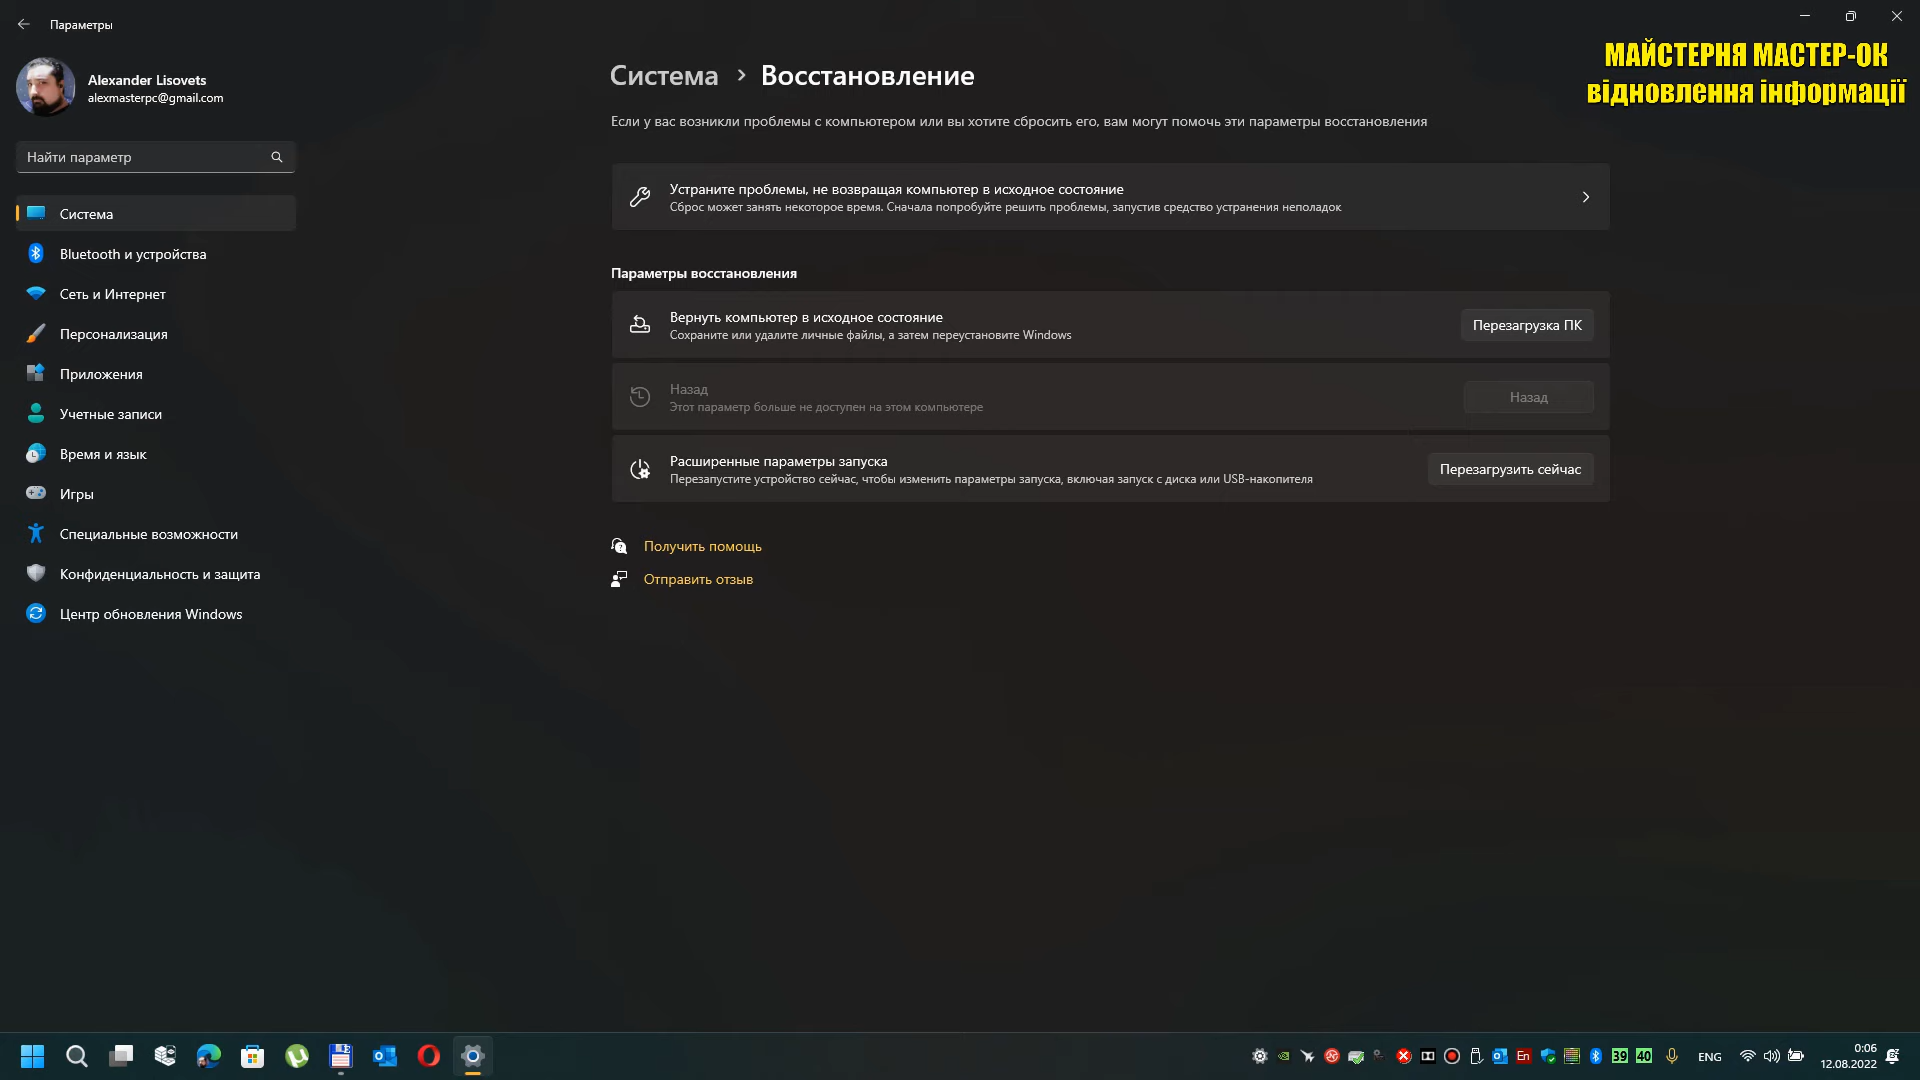 Параметры
МАЙСТЕРНЯ МАСТЕР-ОК
відновлення інформації
Alexander Lisovets
alexmasterpc@gmail.com
Найти параметр
Система
Bluetooth и устройства
Сеть и Интернет
Персонализация
Приложения
Учетные записи
Время и язык
Игры
Специальные возможности
Конфиденциальность и защита
Центр обновления Windows
Система > Восстановление
Если у вас возникли проблемы с компьютером или вы хотите сбросить его, вам могут помочь эти параметры восстановления
Устраните проблемы, не возвращая компьютер в исходное состояние
Сброс может занять некоторое время. Сначала попробуйте решить проблемы, запустив средство устранения неполадок
Параметры восстановления
Вернуть компьютер в исходное состояние
Сохраните или удалите личные файлы, а затем переустановите Windows
Перезагрузка ПК
Назад
Этот параметр больше не доступен на этом компьютере
Назад
Расширенные параметры запуска
Перезапустите устройство сейчас, чтобы изменить параметры запуска, включая запуск с диска или USB-накопителя
Перезагрузить сейчас
Получить помощь
Отправить отзыв
En
39
40
ENG
0:06
12.08.2022